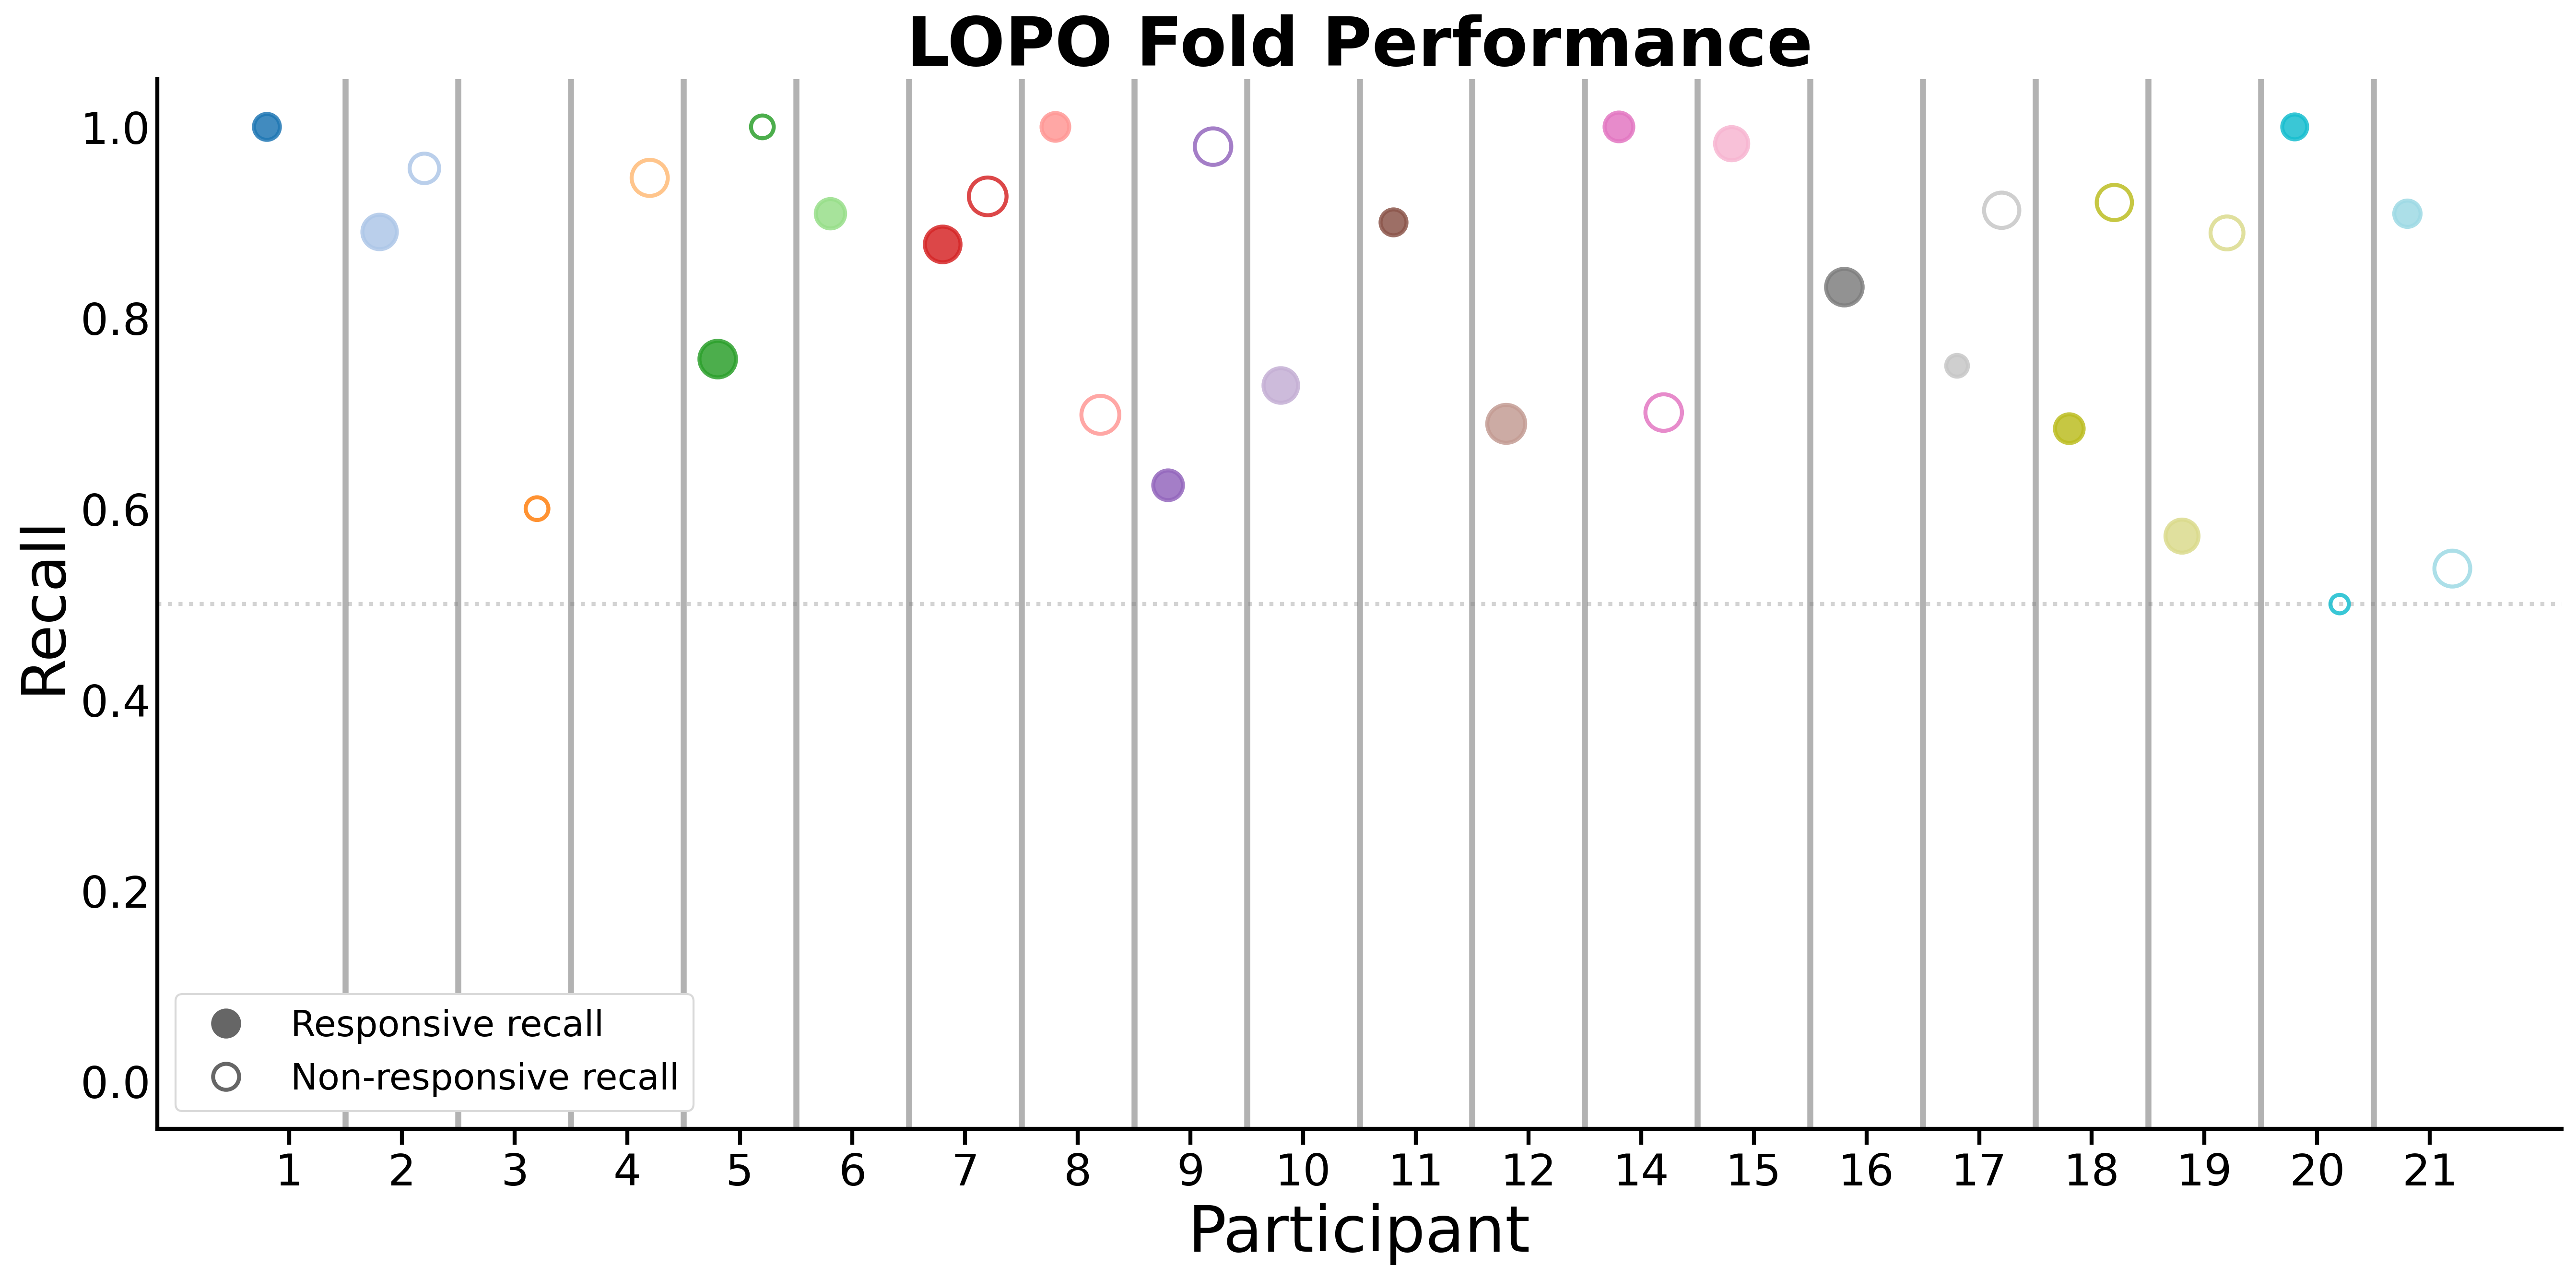 LOPO Fold Performance
Recall
1.0
0.8
0.6
0.4
0.2
0.0
Responsive recall
Non-responsive recall
1 2 3 4 5 6 7 8 9 10 11 12 14 15 16 17 18 19 20 21
Participant